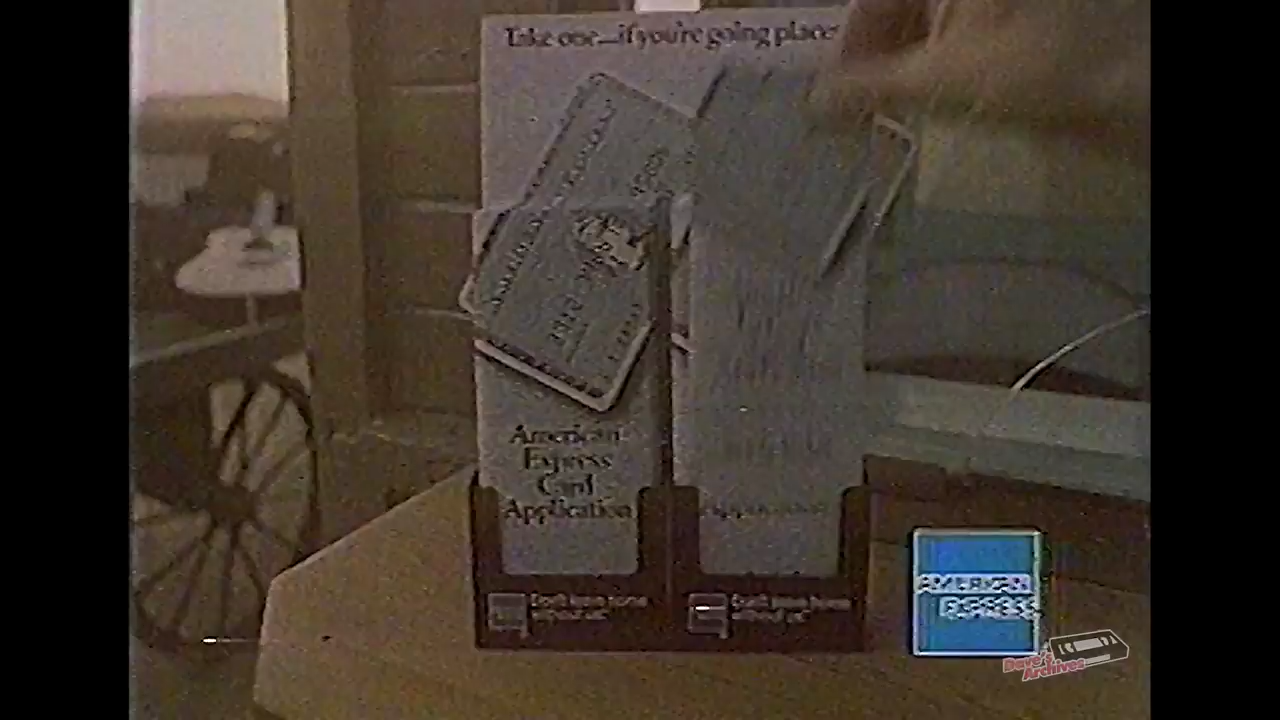 Take one...if you're going places
American
Express
Card
Application
Application
Don't leave home
without us.
Don't leave home
without us.
AMERICAN
EXPRESS
Dave's
Archives